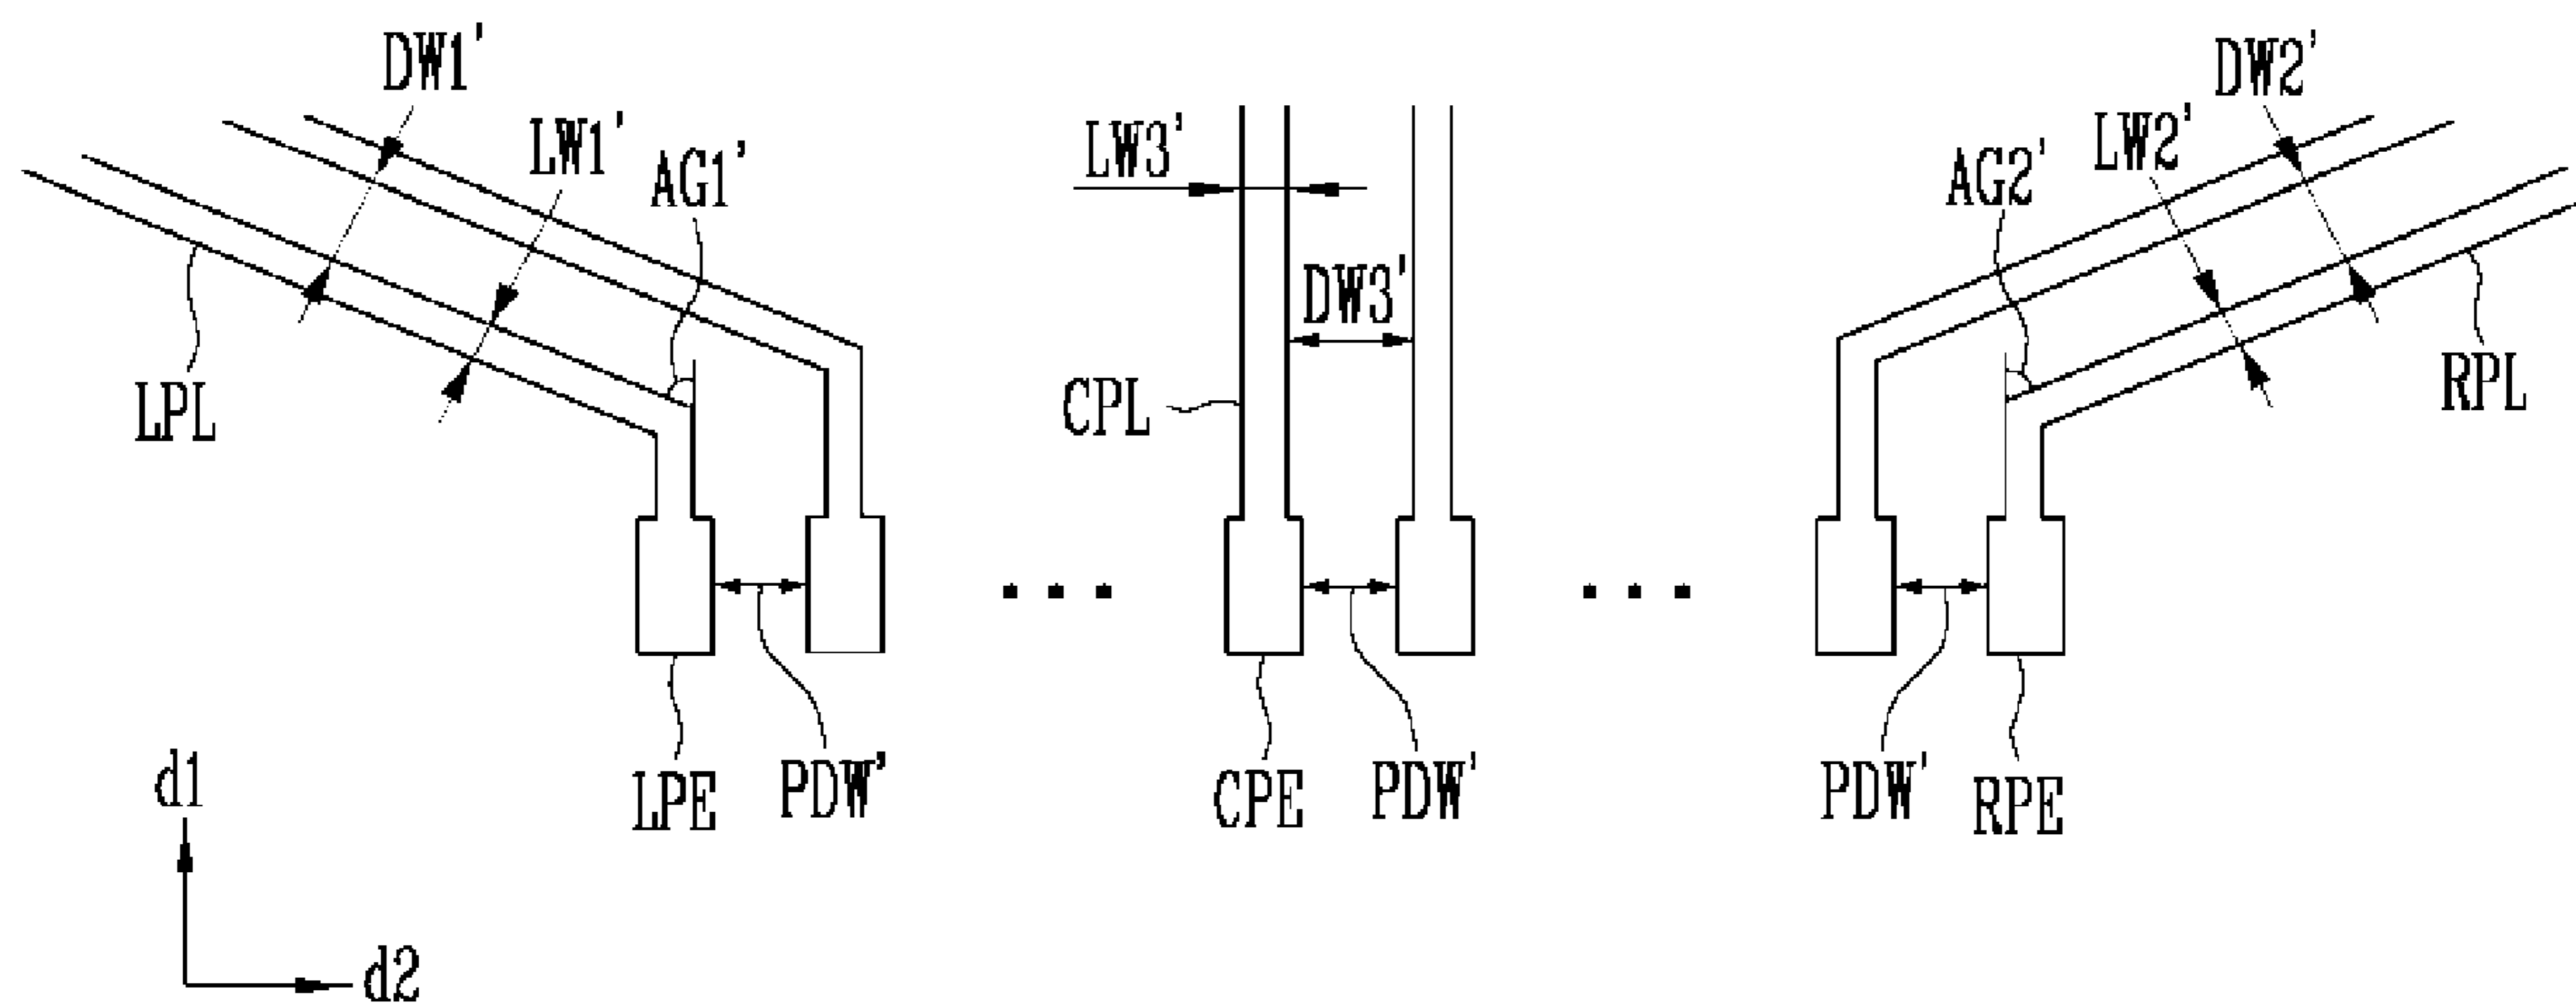 DW1'
LW1'
AG1'
LPL
LW3'
DW3'
CPL
DW2'
LW2'
AG2'
RPL
LPE
PDW'
CPE
PDW'
PDW'
RPE
d1
d2